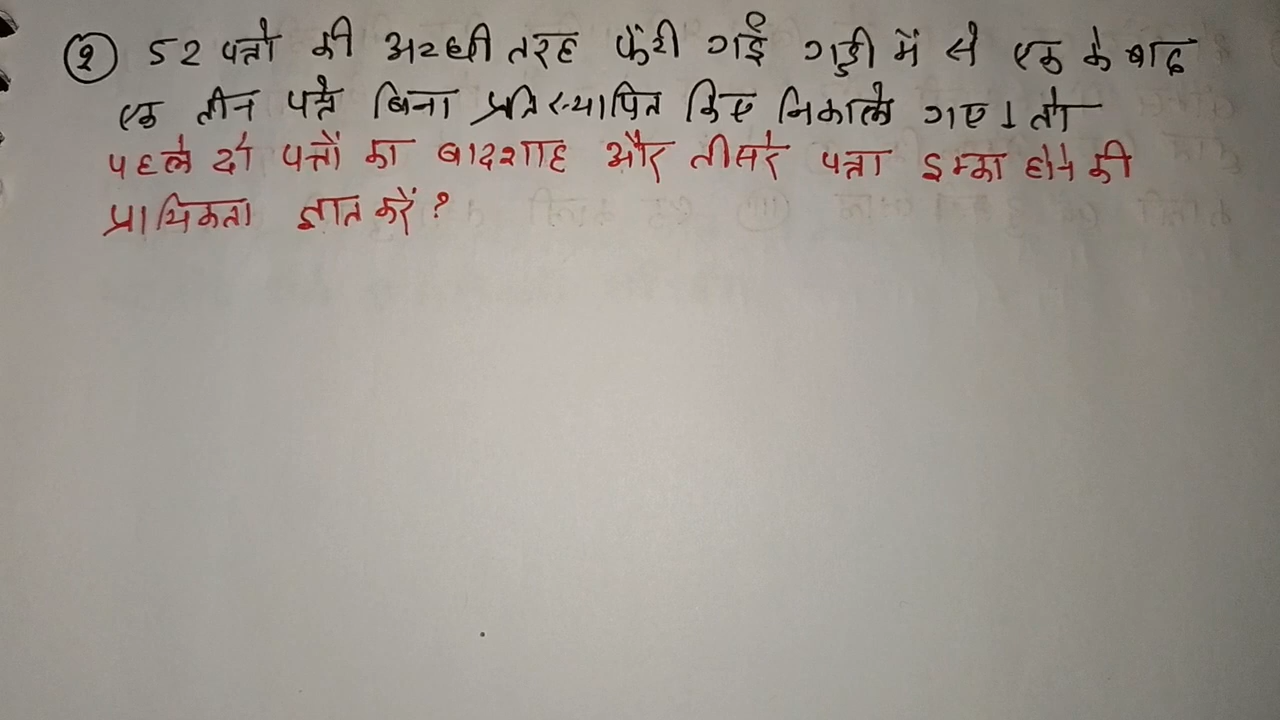 (2) 52 पत्तो की अच्छी तरह फेंटी गई गड्डी में से एक के बाद
एक तीन पत्ते बिना प्रतिस्थापित किए निकाले गए। तो
पहले दो पत्तों का बादशाह और तीसरे पत्ता इक्का होने की
प्रायिकता ज्ञात करें?